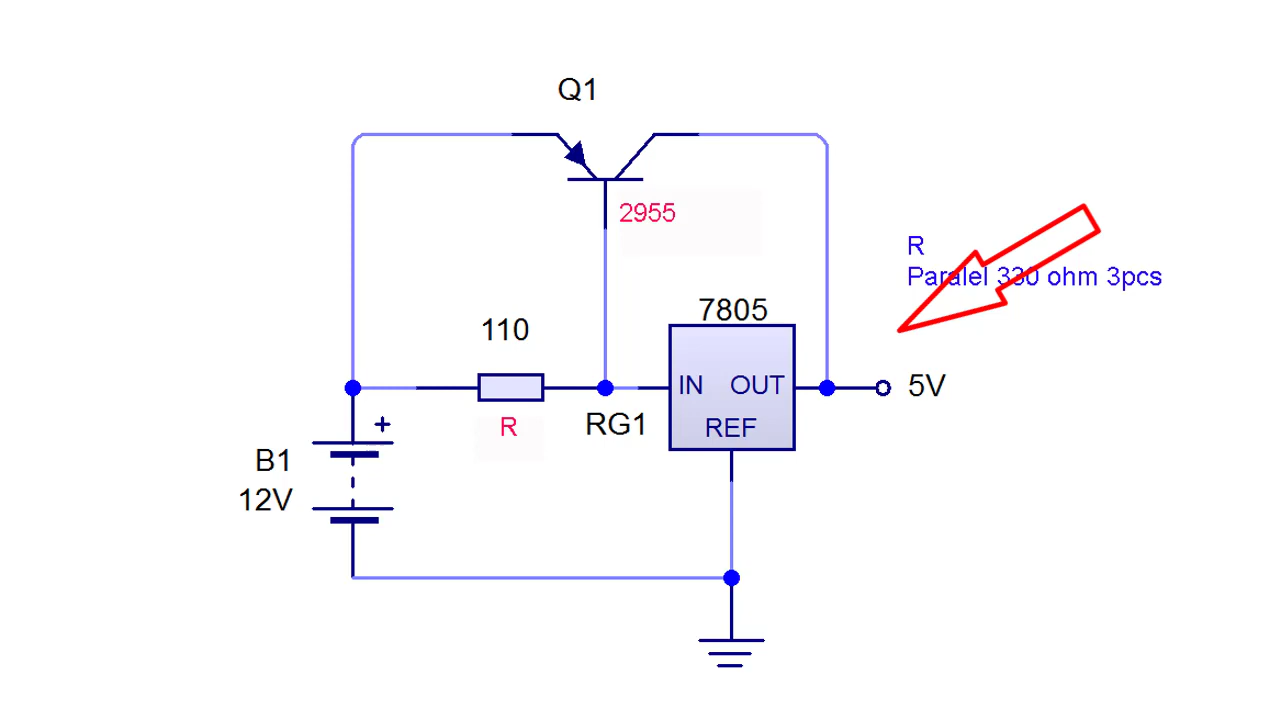 Q1
2955
R
Paralel 330 ohm 3pcs
7805
110
IN OUT
5V
REF
R
RG1
+
B1
12V